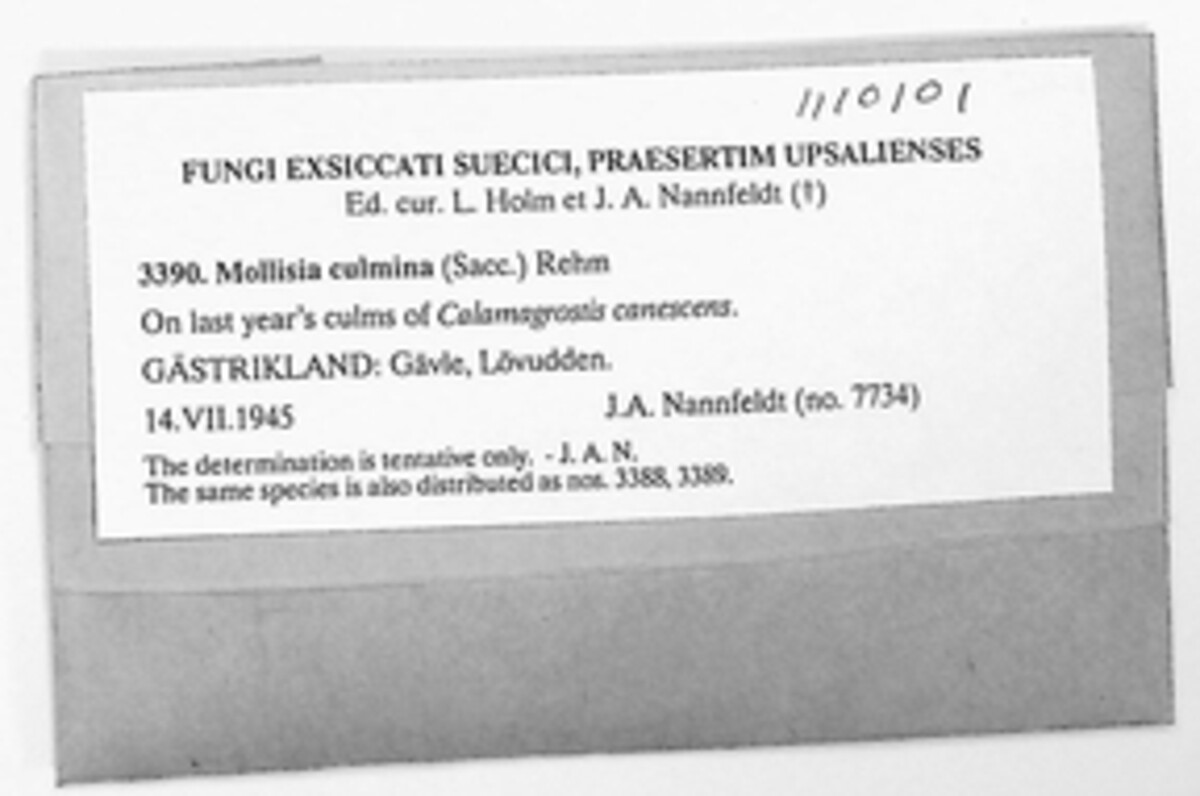 1110101
FUNGI EXSICCATI SUECICI, PRAESERTIM UPSALIENSES
Ed. cur. L. Holm et J. A. Nannfeldt (†)
3390. Mollisia culmina (Sacc.) Rehm
On last year's culms of Calamagrostis canescens.
GÄSTRIKLAND: Gävle, Lövudden.
14.VII.1945 J.A. Nannfeldt (no. 7734)
The determination is tentative only. - J. A. N.
The same species is also distributed as nos. 3388, 3389.